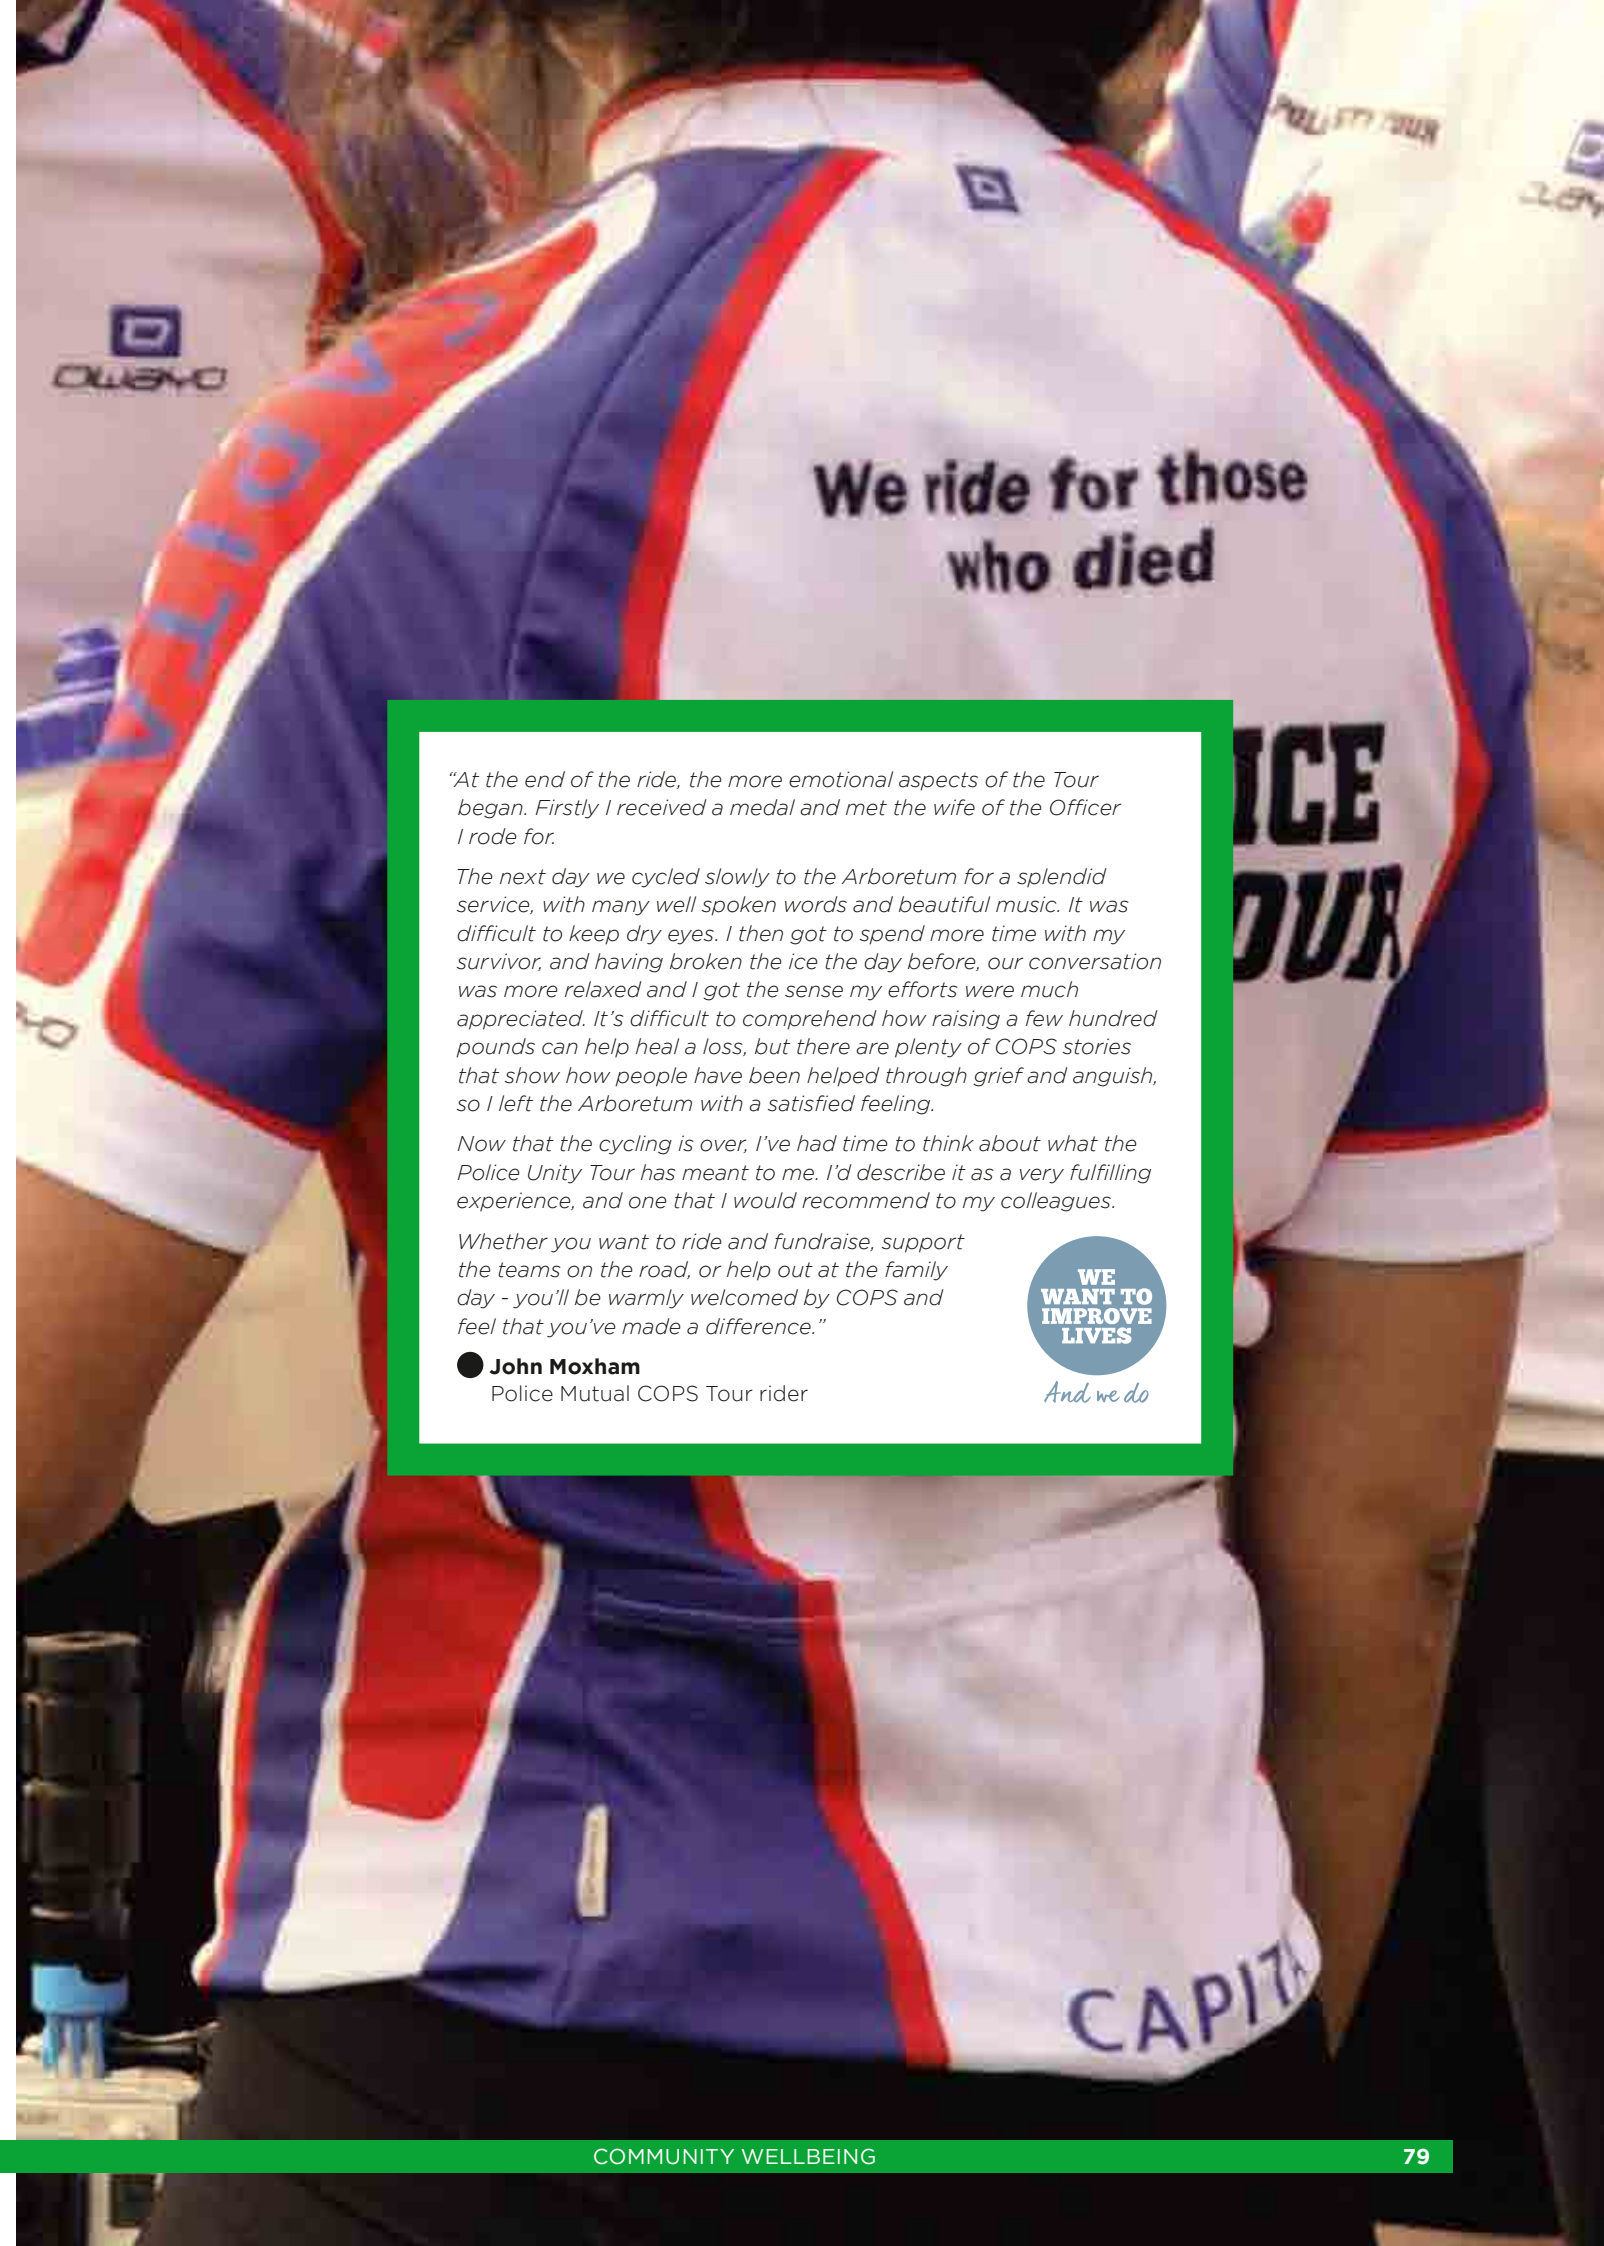 OWAYO
CAPITA
We ride for those
who died
ICE
OUR
“At the end of the ride, the more emotional aspects of the Tour
began. Firstly I received a medal and met the wife of the Officer
I rode for.
The next day we cycled slowly to the Arboretum for a splendid
service, with many well spoken words and beautiful music. It was
difficult to keep dry eyes. I then got to spend more time with my
survivor, and having broken the ice the day before, our conversation
was more relaxed and I got the sense my efforts were much
appreciated. It’s difficult to comprehend how raising a few hundred
pounds can help heal a loss, but there are plenty of COPS stories
that show how people have been helped through grief and anguish,
so I left the Arboretum with a satisfied feeling.
Now that the cycling is over, I’ve had time to think about what the
Police Unity Tour has meant to me. I’d describe it as a very fulfilling
experience, and one that I would recommend to my colleagues.
Whether you want to ride and fundraise, support
the teams on the road, or help out at the family
day - you’ll be warmly welcomed by COPS and
feel that you’ve made a difference.”
John Moxham
Police Mutual COPS Tour rider
WE
WANT TO
IMPROVE
LIVES
And we do
CAPITA
COMMUNITY WELLBEING 79